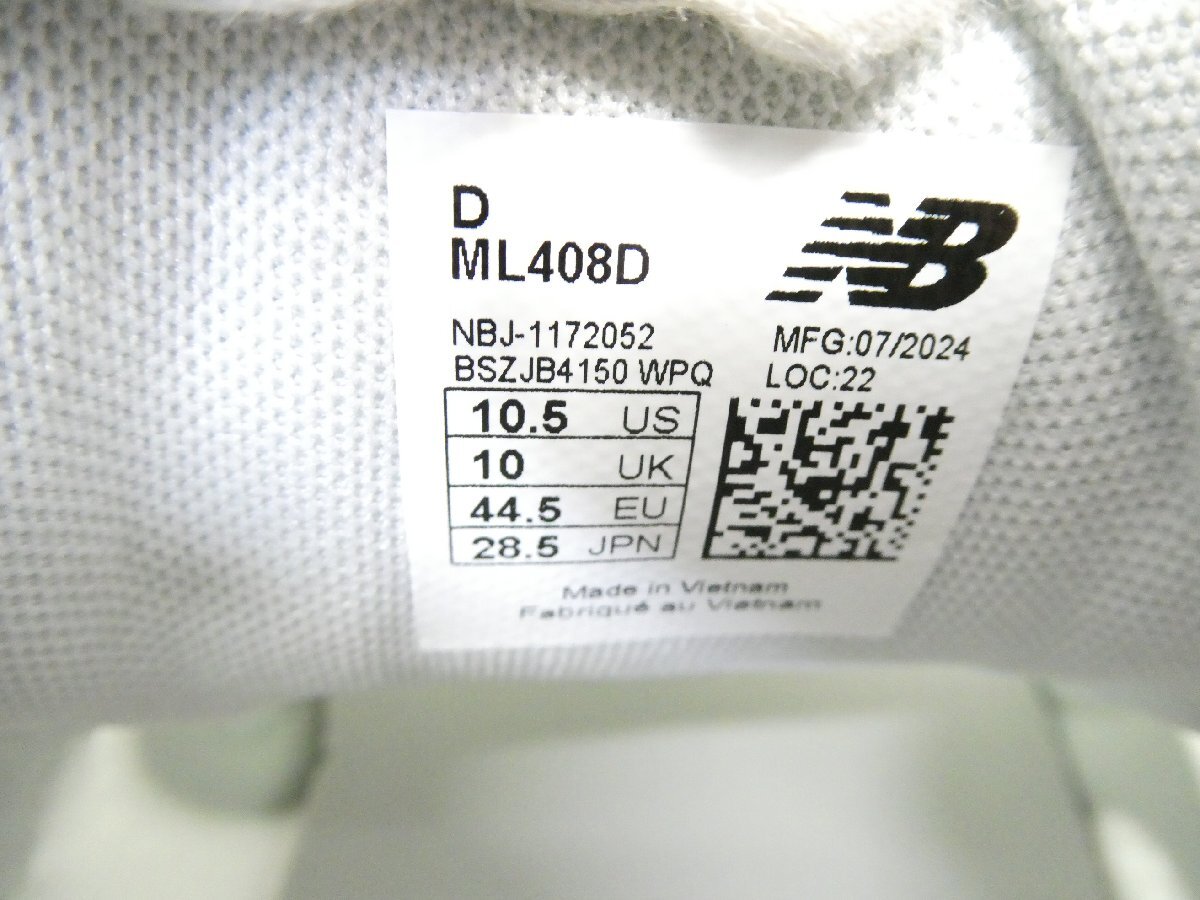 D
ML408D
NB
NBJ-1172052
MFG:07/2024
BSZJB4150 WPQ
LOC:22
10.5 US
10 UK
44.5 EU
28.5 JPN
Made in Vietnam
Fabriqué au Vietnam